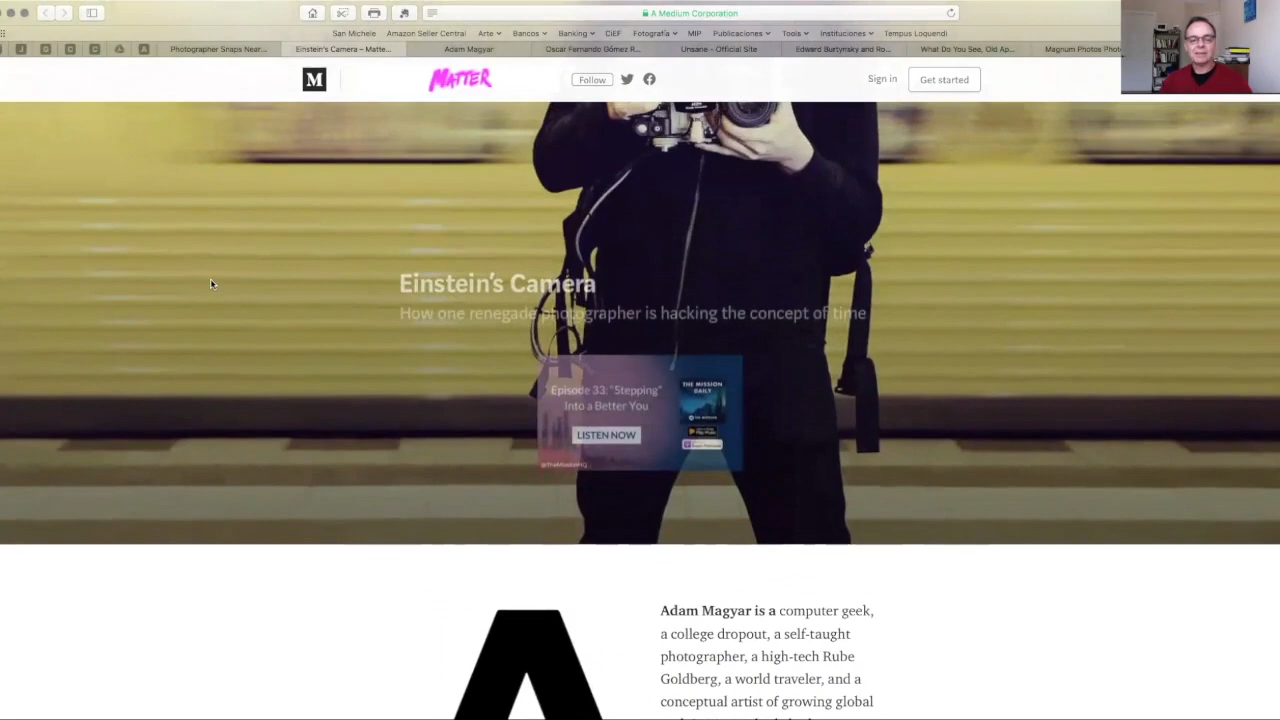 A Medium Corporation
San Michele Amazon Seller Central Arte Bancos Banking CiEF Fotografía MIP Publicaciones Tools Instituciones Tempus Loquendi
Photographer Snaps Near... Einstein's Camera – Matte... Adam Magyar Oscar Fernando Gómez R... Unsane - Official Site Edward Burtynsky and Ro... What Do You See, Old Ap... Magnum Photos Phot
M
MATTER
Follow
Sign in
Get started
Einstein's Camera
How one renegade photographer is hacking the concept of time
Episode 33: "Stepping"
Into a Better You
LISTEN NOW
@TheMissionHQ
THE MISSION
DAILY
Adam Magyar is a computer geek,
a college dropout, a self-taught
photographer, a high-tech Rube
Goldberg, a world traveler, and a
conceptual artist of growing global
A